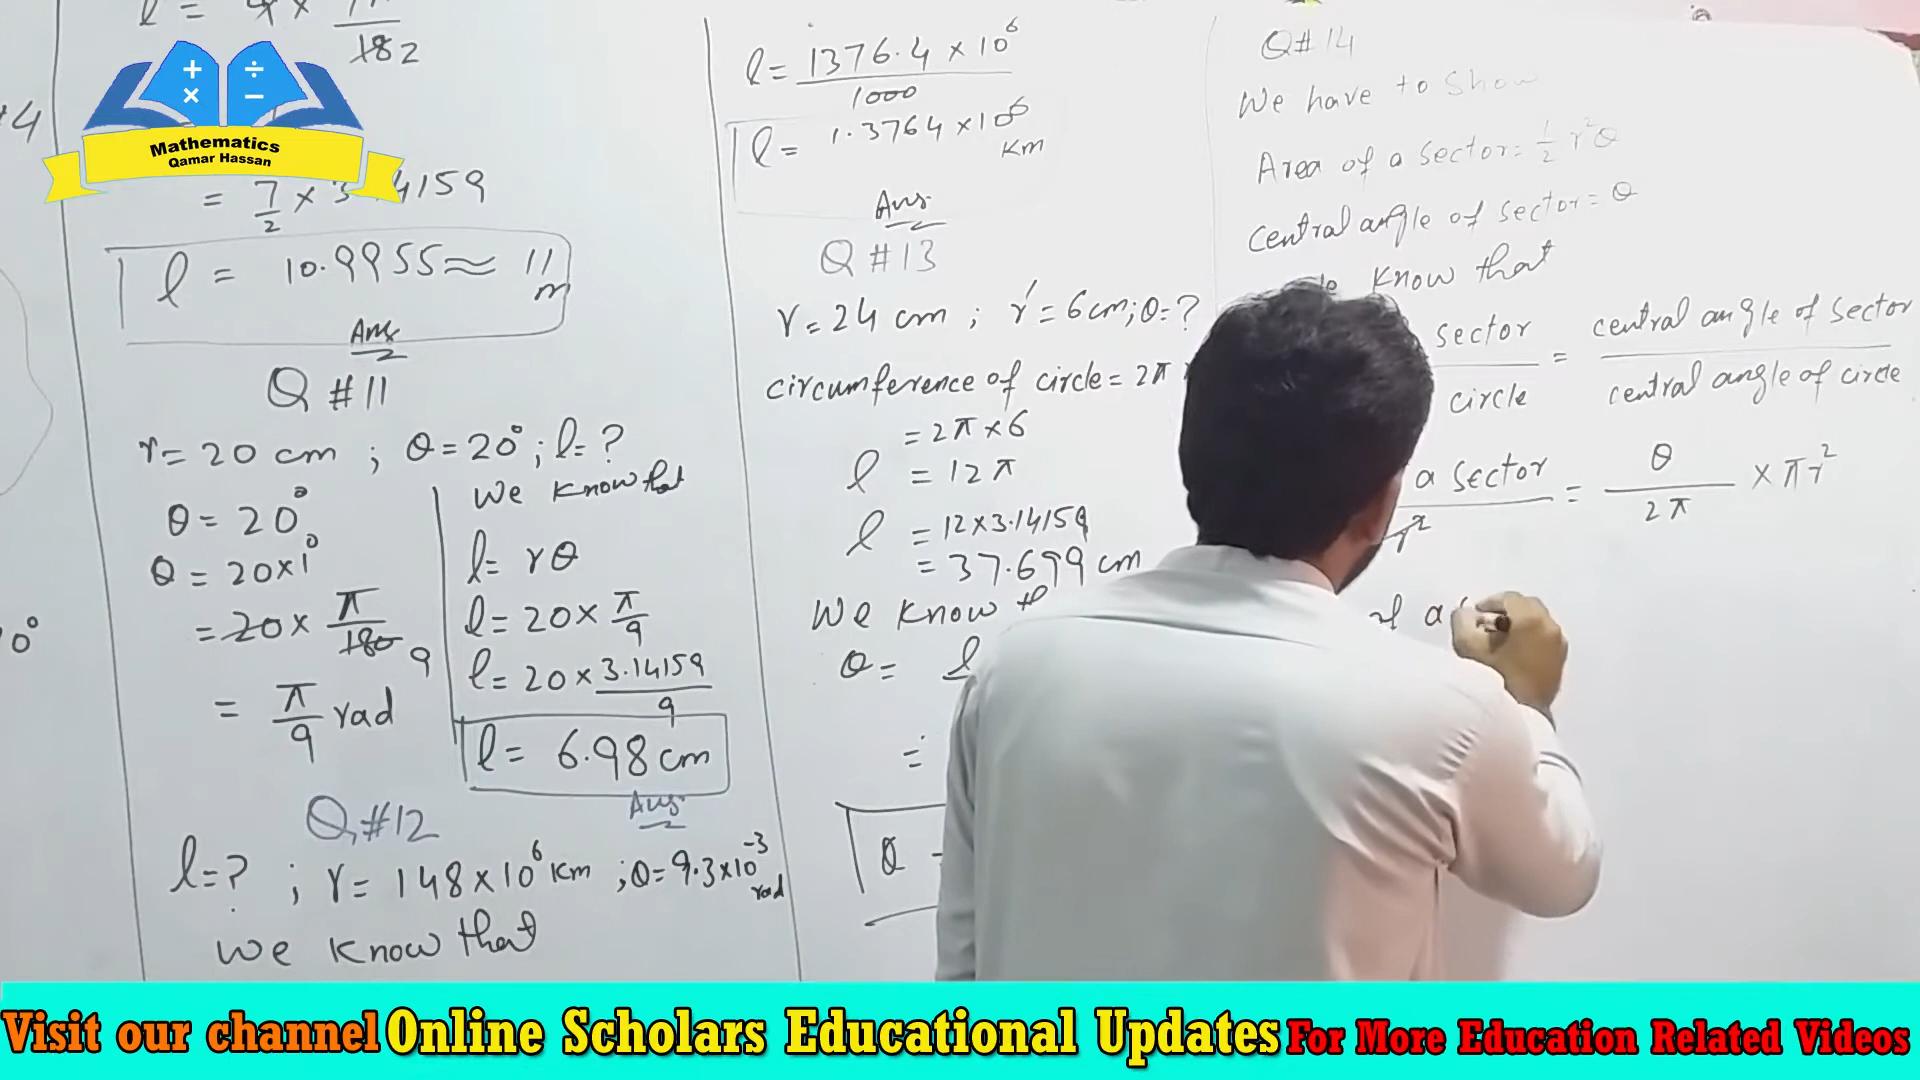 182
Mathematics
Qamar Hassan
= 7/2 × 3.14159
l = 10.9955 ≈ 11 m
Ans
Q #11
r = 20 cm ; θ = 20° ; l = ?
θ = 20°
θ = 20×1°
= 20 × π/180 9
= π/9 rad
We know that
l = rθ
l = 20 × π/9
l = 20 × 3.14159/9
l = 6.98 cm
Ans
Q #12
l = ? ; r = 148×10⁶ km ; θ = 9.3×10⁻³ rad
We know that
l = 1376.4 × 10⁶/1000
l = 1.3764 ×10⁶ Km
Ans
Q #13
r = 24 cm ; r′ = 6cm; θ = ?
circumference of circle = 2π
= 2π×6
l = 12π
l = 12×3.14159
= 37.699 cm
We know
θ = l
=
θ
Q# 14
We have to show
Area of a sector = 1/2 r²θ
Central angle of sector = θ
know that
sector/circle = central angle of sector/central angle of circle
a sector/r² = θ/2π × πr²
a
Visit our channel Online Scholars Educational Updates For More Education Related Videos